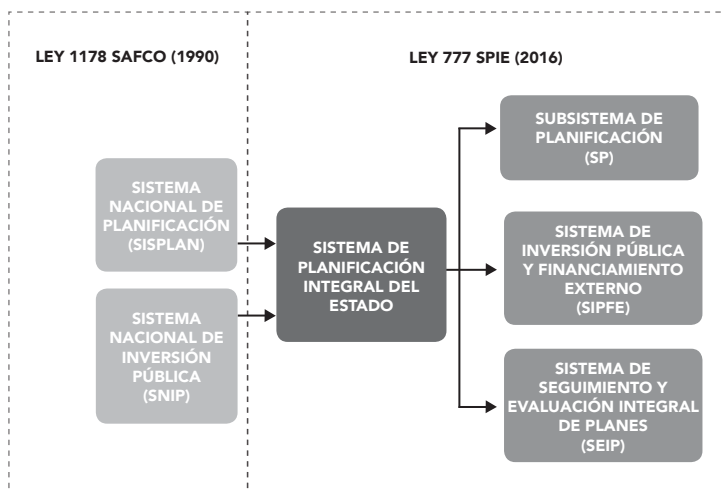 LEY 1178 SAFCO (1990)
LEY 777 SPIE (2016)
SISTEMA
NACIONAL DE
PLANIFICACIÓN
(SISPLAN)
SISTEMA
NACIONAL DE
INVERSIÓN
PÚBLICA
(SNIP)
SISTEMA DE
PLANIFICACIÓN
INTEGRAL DEL
ESTADO
SUBSISTEMA DE
PLANIFICACIÓN
(SP)
SISTEMA DE
INVERSIÓN PÚBLICA
Y FINANCIAMIENTO
EXTERNO
(SIPFE)
SISTEMA DE
SEGUIMIENTO Y
EVALUACIÓN INTEGRAL
DE PLANES
(SEIP)